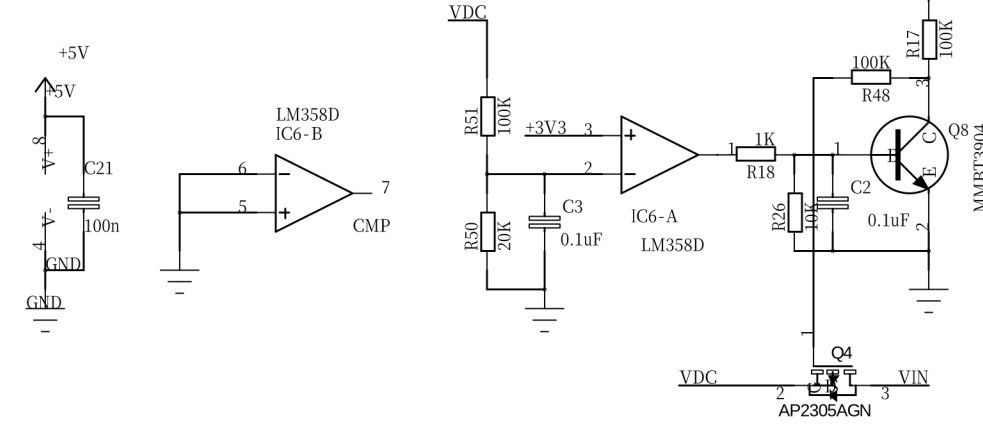 +5V
+5V
8
V+
C21
100n
V-
4
GND
GND
LM358D
IC6-B
6
5
7
CMP
VDC
R51
100K
+3V3
3
2
1
R50
20K
C3
0.1uF
IC6-A
LM358D
1K
R18
R26
10K
C2
0.1uF
100K
R48
R17
100K
3
1
B
C
E
2
Q8
MMBT3904
1
Q4
VDC
2
3
VIN
AP2305AGN